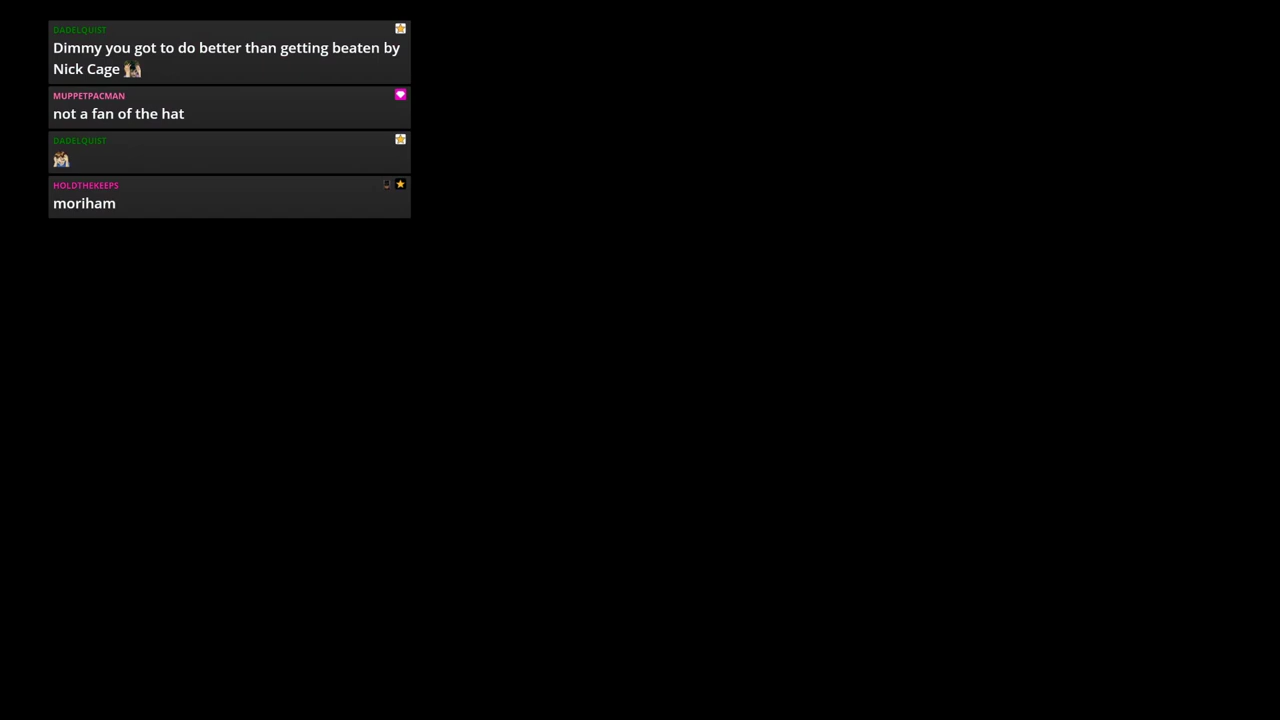 DADELQUIST
Dimmy you got to do better than getting beaten by
Nick Cage
MUPPETPACMAN
not a fan of the hat
DADELQUIST
HOLDTHEKEEPS
moriham